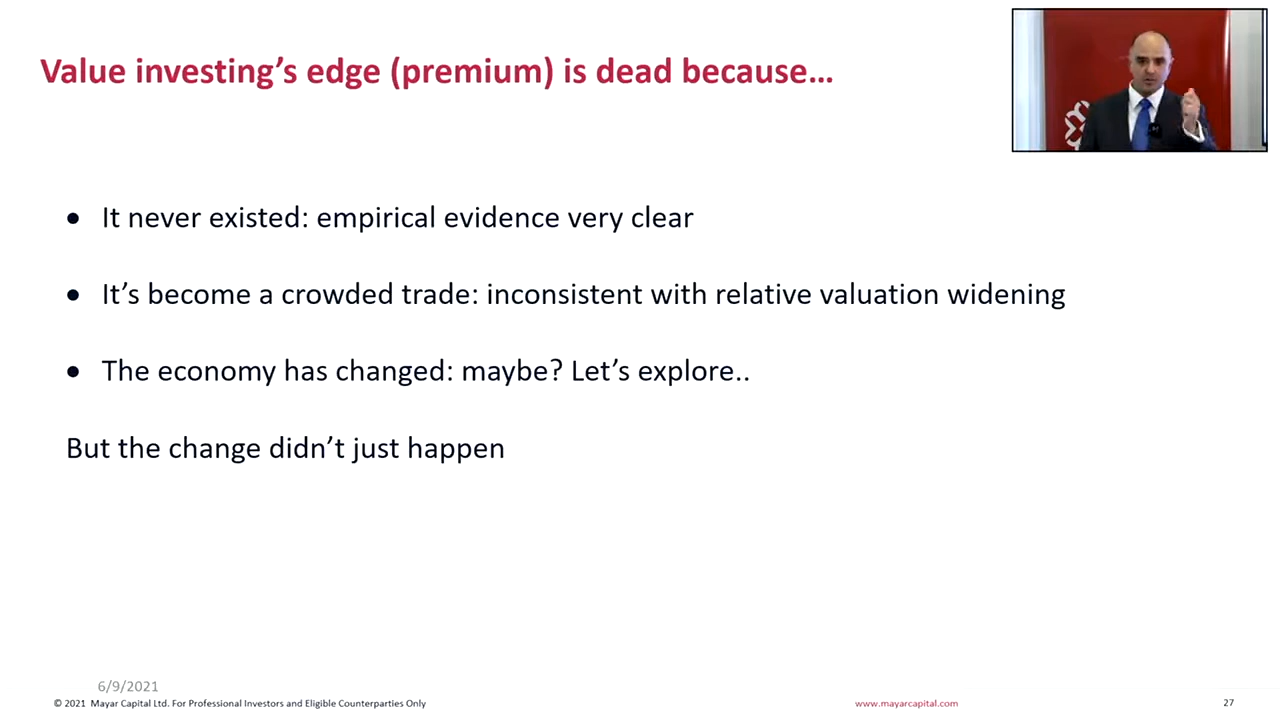 Value investing’s edge (premium) is dead because…
• It never existed: empirical evidence very clear
• It’s become a crowded trade: inconsistent with relative valuation widening
• The economy has changed: maybe? Let’s explore..
But the change didn’t just happen
6/9/2021
© 2021 Mayar Capital Ltd. For Professional Investors and Eligible Counterparties Only
www.mayarcapital.com
27